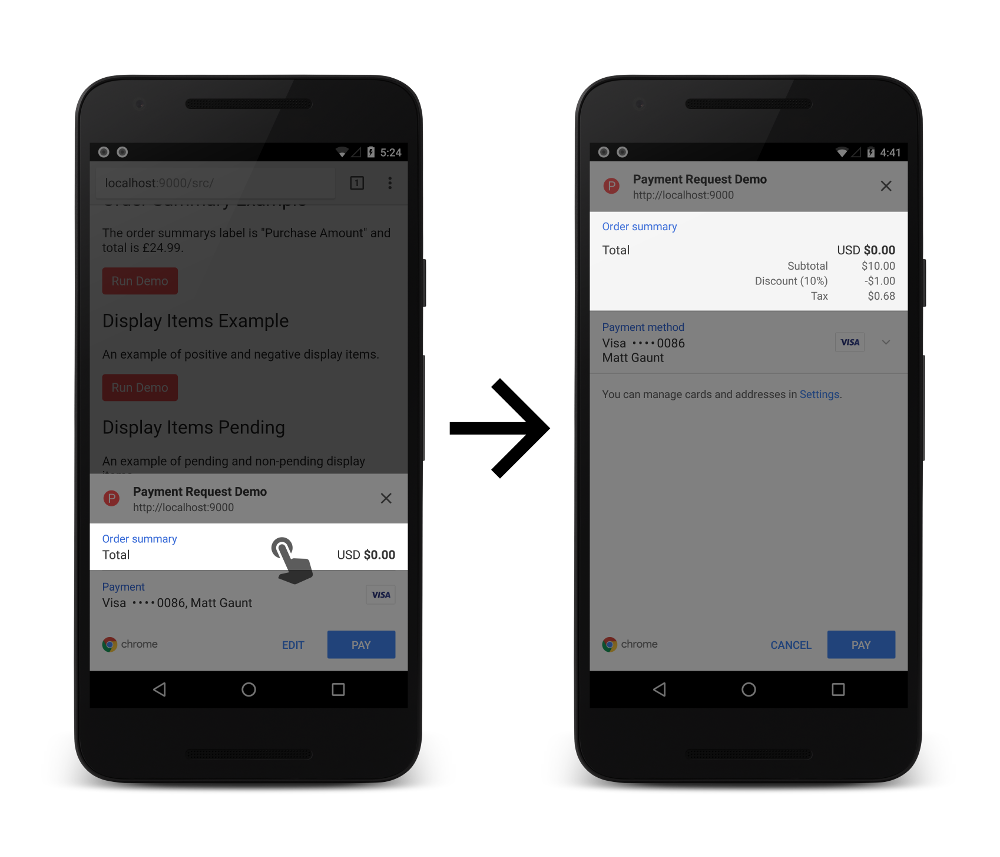 5:24
localhost:9000/src/
1
Order Summary Example
The order summarys label is "Purchase Amount" and
total is £24.99.
Run Demo
Display Items Example
An example of positive and negative display items.
Run Demo
Display Items Pending
An example of pending and non-pending display
items.
P
Payment Request Demo
http://localhost:9000
Order summary
Total USD $0.00
Payment
Visa ····0086, Matt Gaunt
VISA
chrome
EDIT
PAY
4:41
P
Payment Request Demo
http://localhost:9000
Order summary
Total USD $0.00
Subtotal $10.00
Discount (10%) -$1.00
Tax $0.68
Payment method
Visa ····0086
Matt Gaunt
VISA
You can manage cards and addresses in Settings.
chrome
CANCEL
PAY